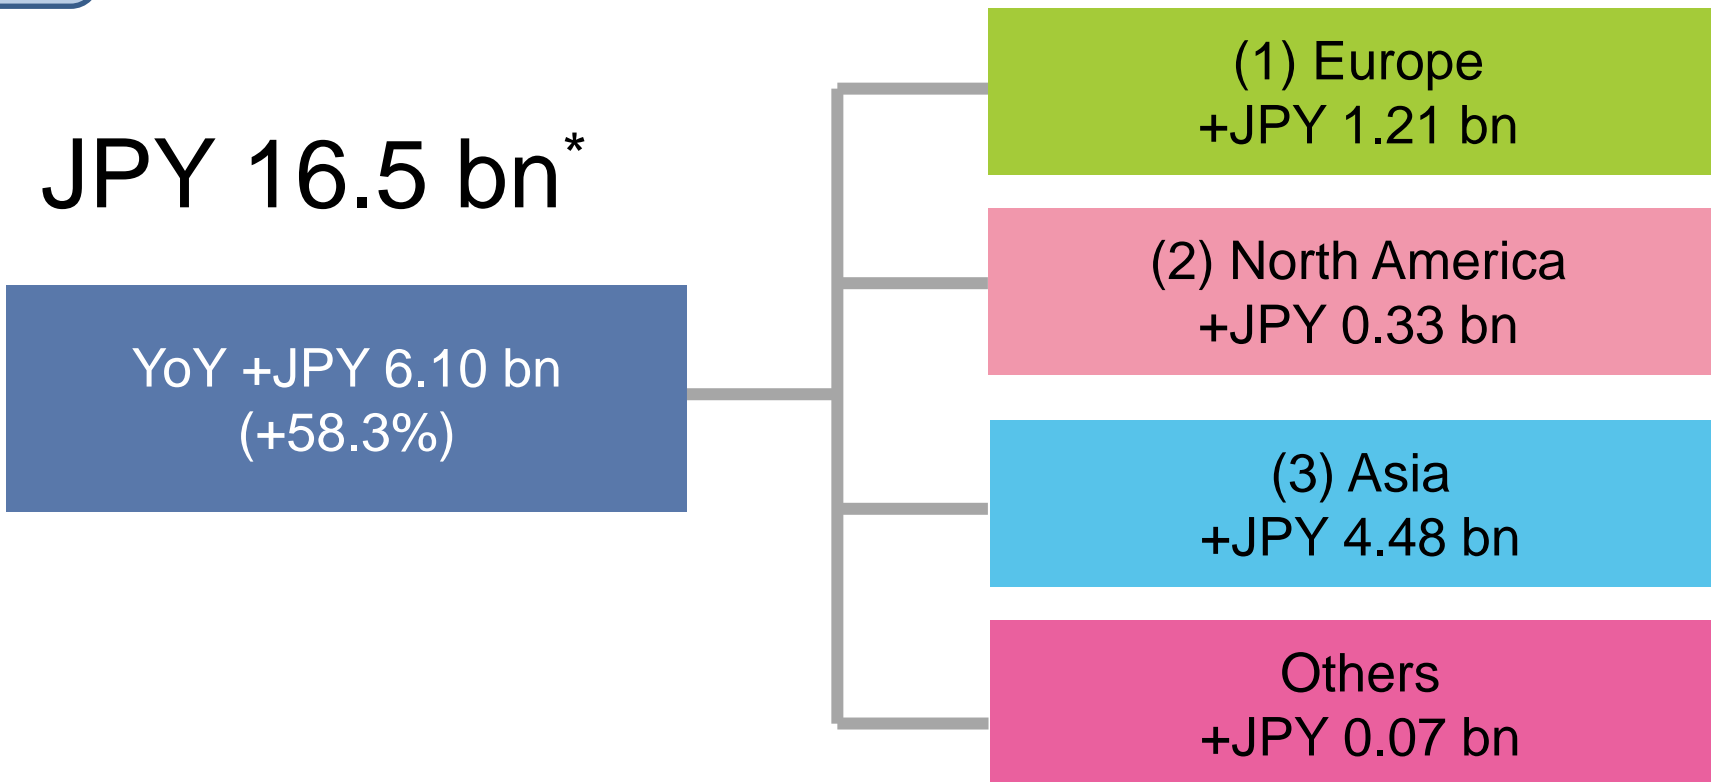 JPY 16.5 bn*
YoY +JPY 6.10 bn
(+58.3%)
(1) Europe
+JPY 1.21 bn
(2) North America
+JPY 0.33 bn
(3) Asia
+JPY 4.48 bn
Others
+JPY 0.07 bn